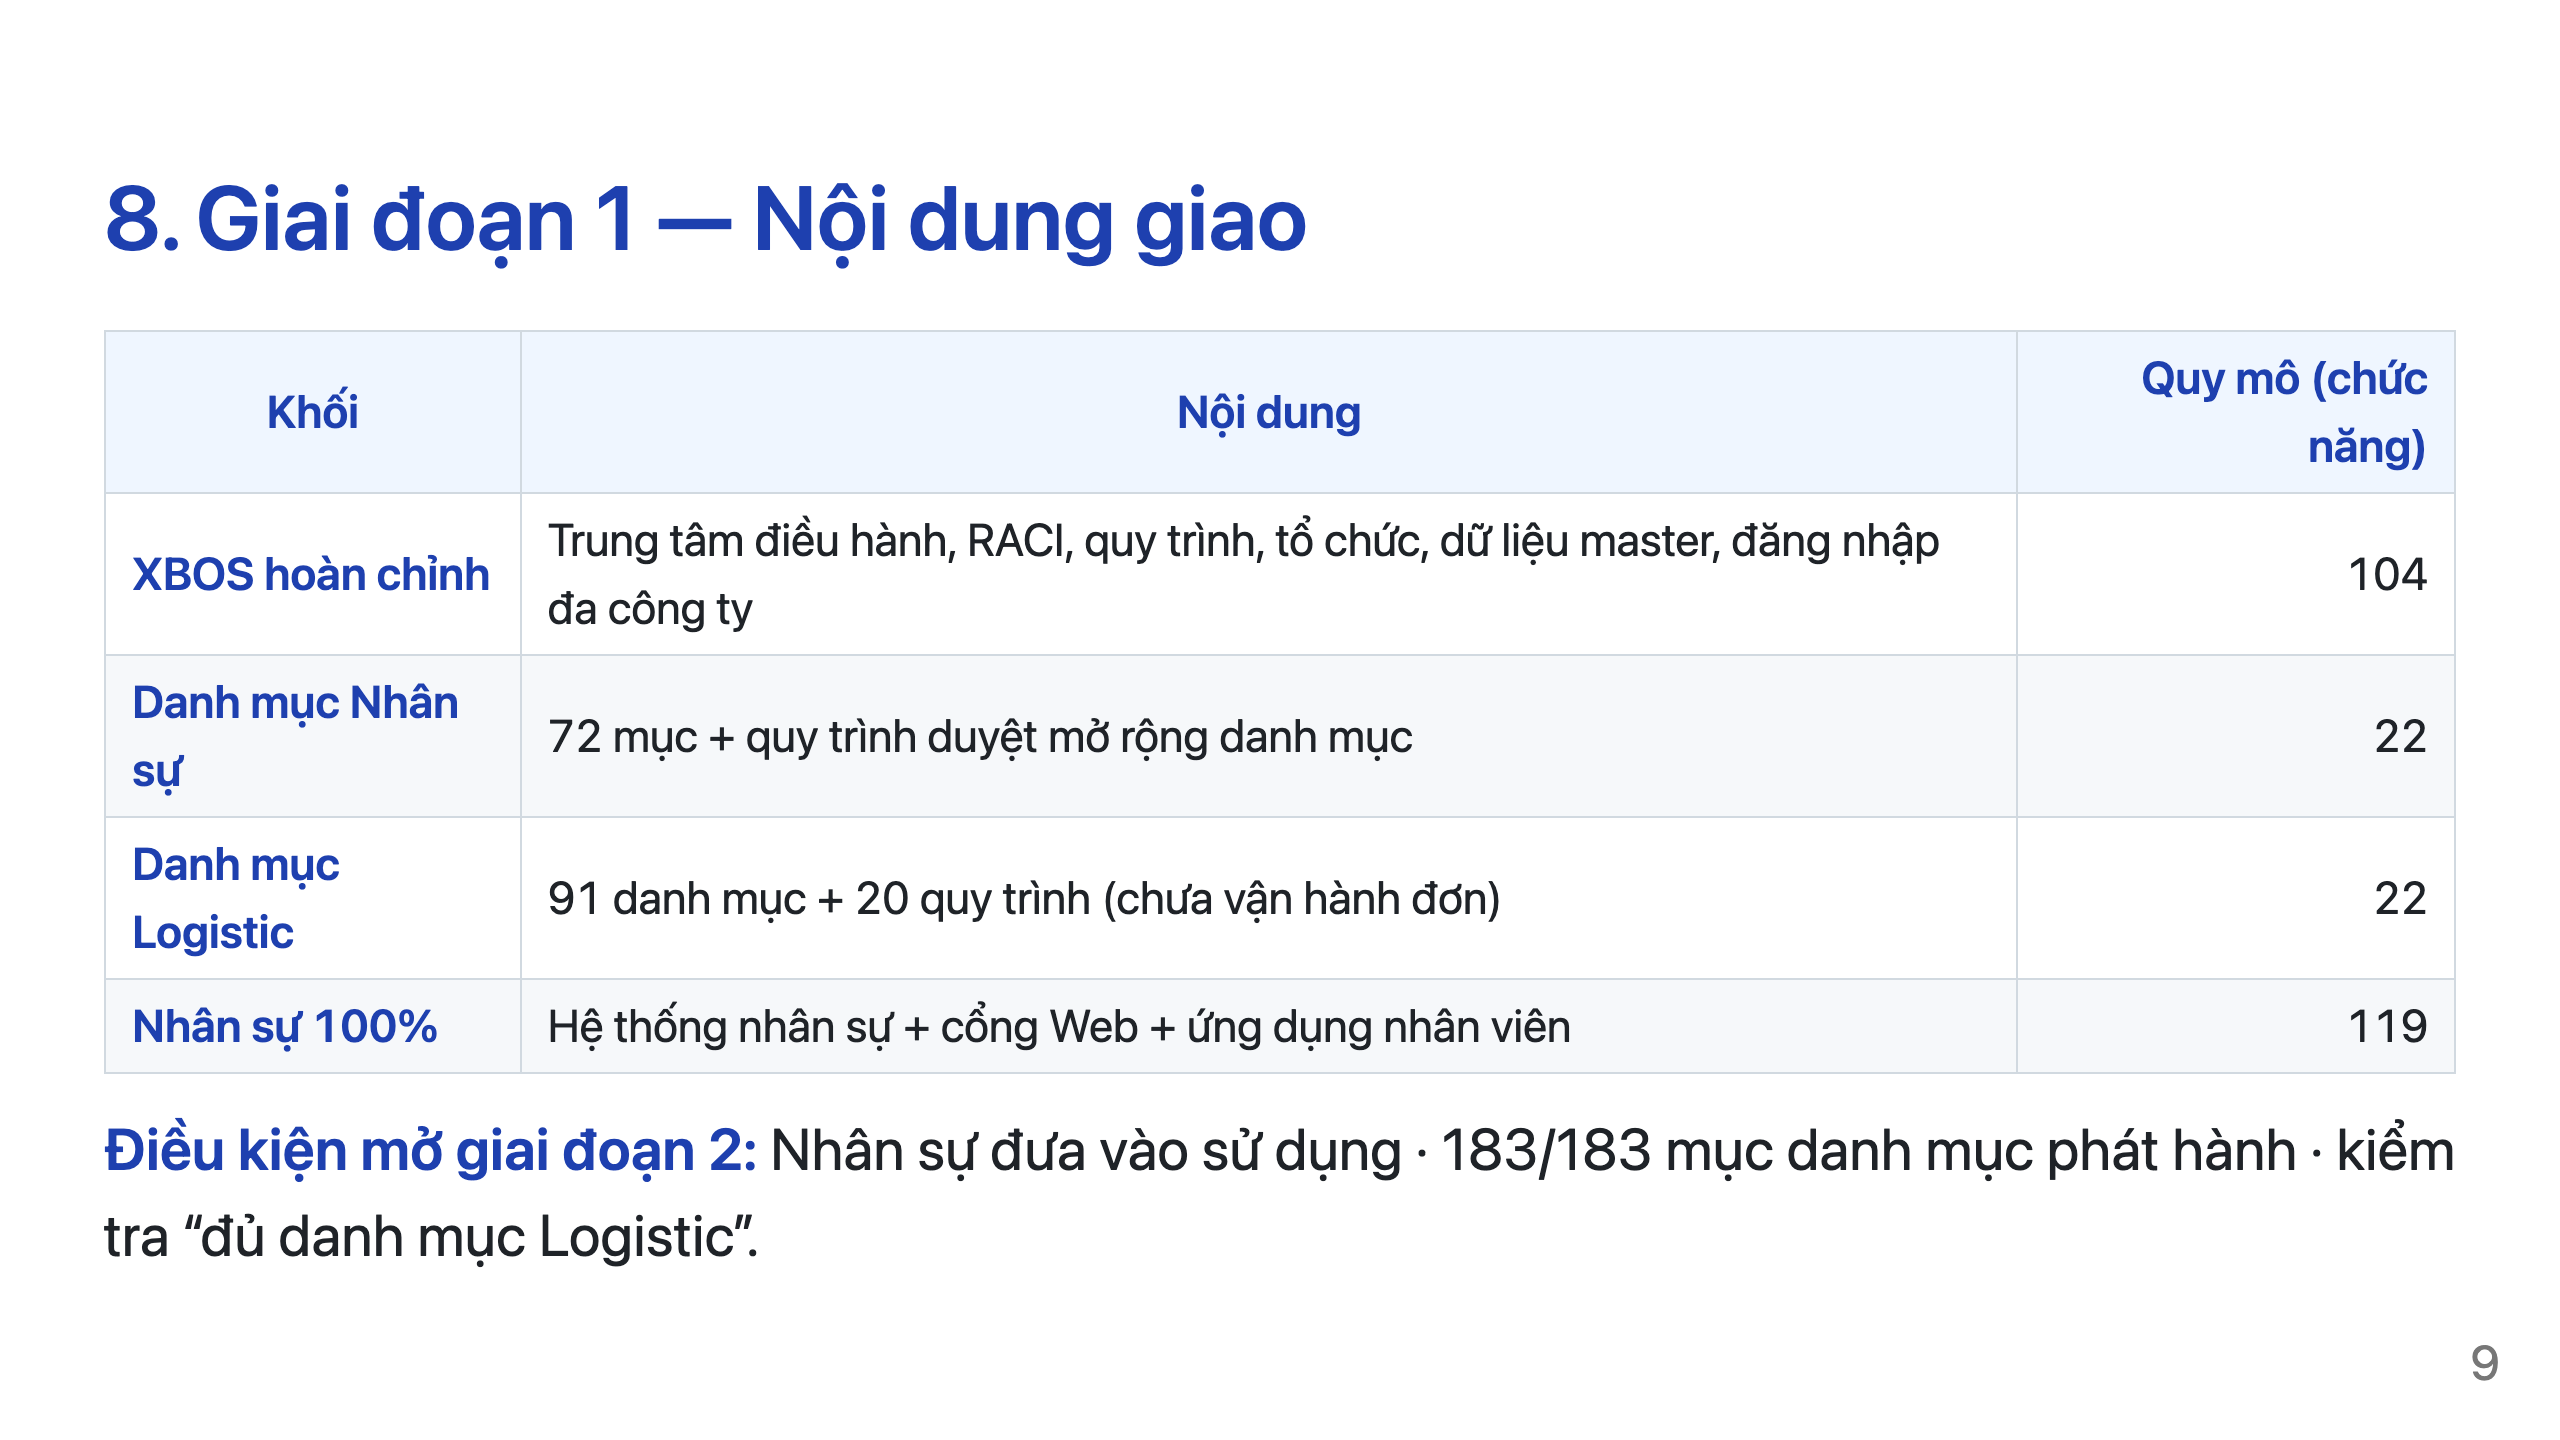 8. Giai đoạn 1 — Nội dung giao
Khối
Nội dung
Quy mô (chức
năng)
XBOS hoàn chỉnh
Trung tâm điều hành, RACI, quy trình, tổ chức, dữ liệu master, đăng nhập
đa công ty
104
Danh mục Nhân
sự
72 mục + quy trình duyệt mở rộng danh mục
22
Danh mục
Logistic
91 danh mục + 20 quy trình (chưa vận hành đơn)
22
Nhân sự 100%
Hệ thống nhân sự + cổng Web + ứng dụng nhân viên
119
Điều kiện mở giai đoạn 2: Nhân sự đưa vào sử dụng · 183/183 mục danh mục phát hành · kiểm
tra “đủ danh mục Logistic”.
9